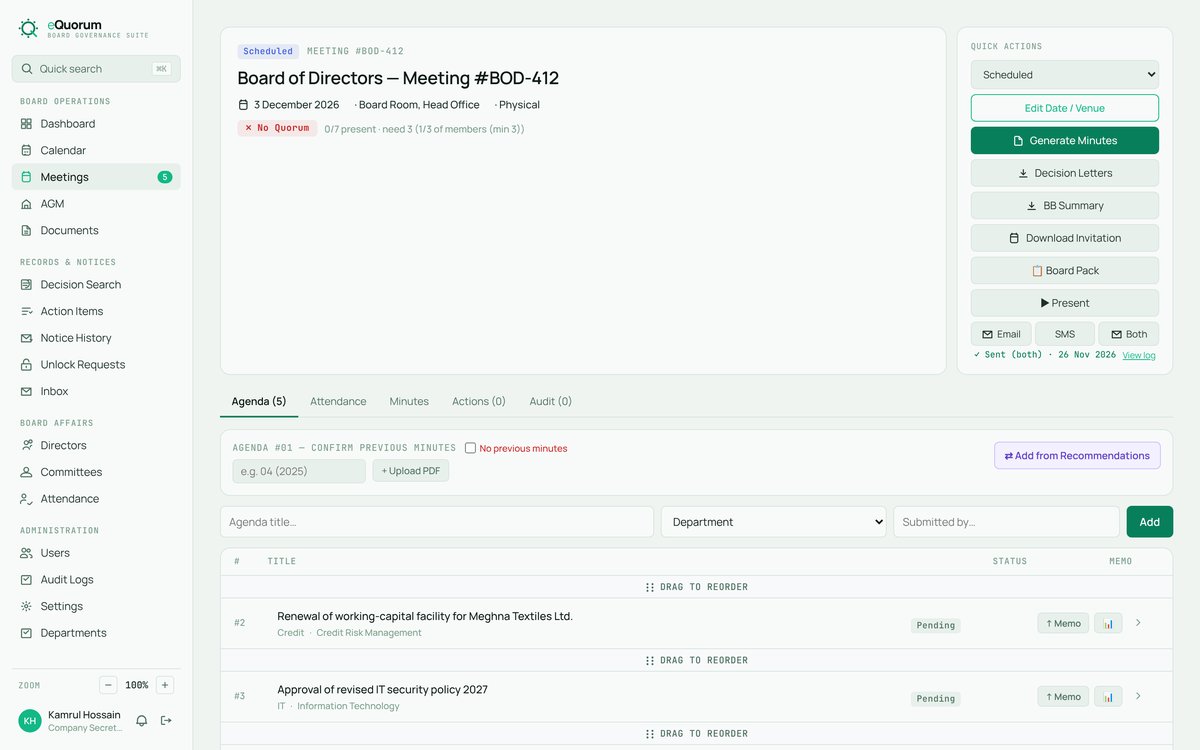 eQuorum
BOARD GOVERNANCE SUITE
Quick search ⌘K
BOARD OPERATIONS
Dashboard
Calendar
Meetings 5
AGM
Documents
RECORDS & NOTICES
Decision Search
Action Items
Notice History
Unlock Requests
Inbox
BOARD AFFAIRS
Directors
Committees
Attendance
ADMINISTRATION
Users
Audit Logs
Settings
Departments
ZOOM − 100% +
KH Kamrul Hossain
Company Secret...
Scheduled MEETING #BOD-412
Board of Directors — Meeting #BOD-412
3 December 2026 · Board Room, Head Office · Physical
× No Quorum 0/7 present · need 3 (1/3 of members (min 3))
QUICK ACTIONS
Scheduled
Edit Date / Venue
Generate Minutes
Decision Letters
BB Summary
Download Invitation
📋 Board Pack
▶ Present
Email SMS Both
✓ Sent (both) · 26 Nov 2026 View log
Agenda (5) Attendance Minutes Actions (0) Audit (0)
AGENDA #01 — CONFIRM PREVIOUS MINUTES No previous minutes
e.g. 04 (2025) + Upload PDF
⇄ Add from Recommendations
Agenda title... Department Submitted by... Add
# TITLE STATUS MEMO
DRAG TO REORDER
#2 Renewal of working-capital facility for Meghna Textiles Ltd. Pending ↑ Memo
Credit · Credit Risk Management
DRAG TO REORDER
#3 Approval of revised IT security policy 2027 Pending ↑ Memo
IT · Information Technology
DRAG TO REORDER